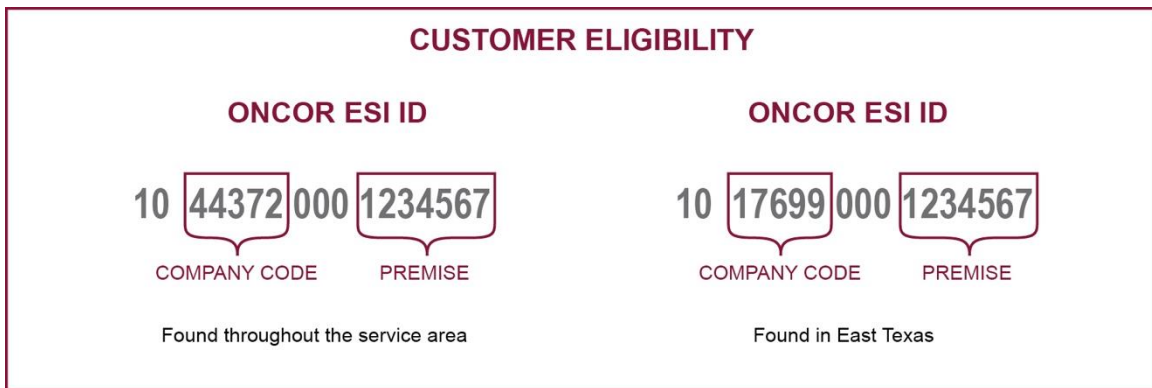 CUSTOMER ELIGIBILITY
ONCOR ESI ID
10 44372 000 1234567
COMPANY CODE PREMISE
Found throughout the service area
ONCOR ESI ID
10 17699 000 1234567
COMPANY CODE PREMISE
Found in East Texas